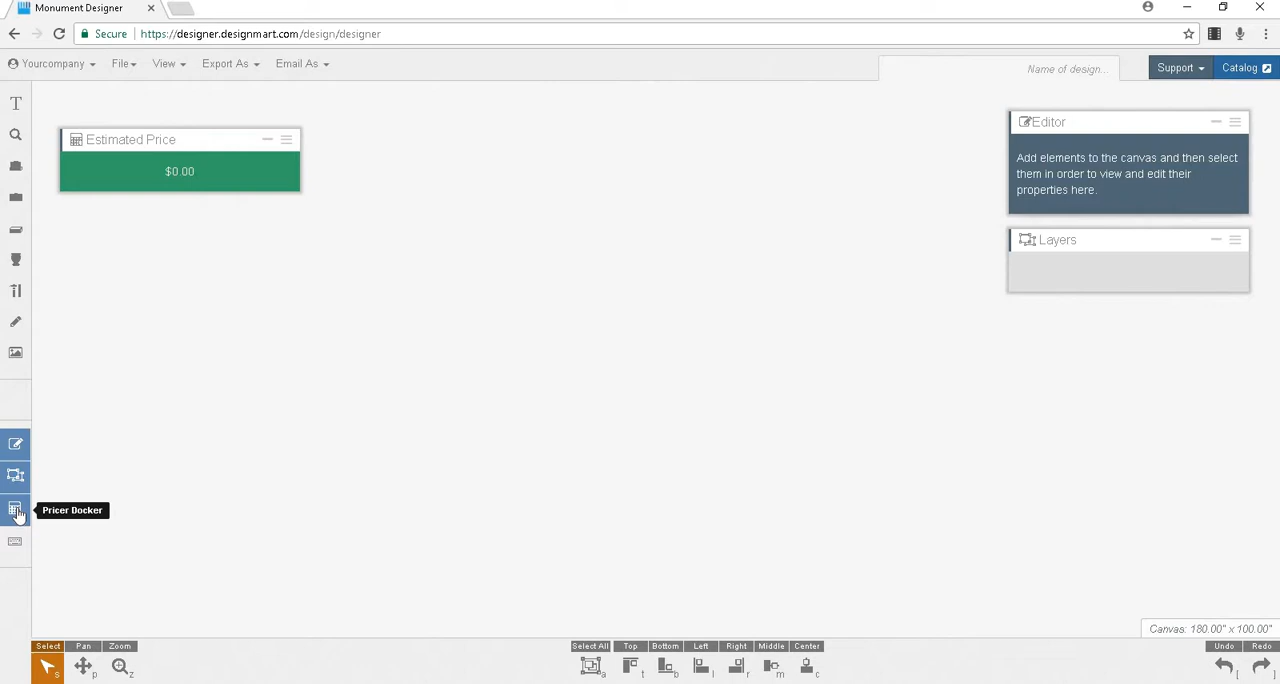 Monument Designer
Secure https://designer.designmart.com/design/designer
Yourcompany File View Export As Email As
Name of design...
Support Catalog
Estimated Price
$0.00
Editor
Add elements to the canvas and then select
them in order to view and edit their
properties here.
Layers
Pricer Docker
Canvas: 180.00" x 100.00"
Select Pan Zoom
s p z
Select All Top Bottom Left Right Middle Center
a t b l r m c
Undo Redo
[ ]